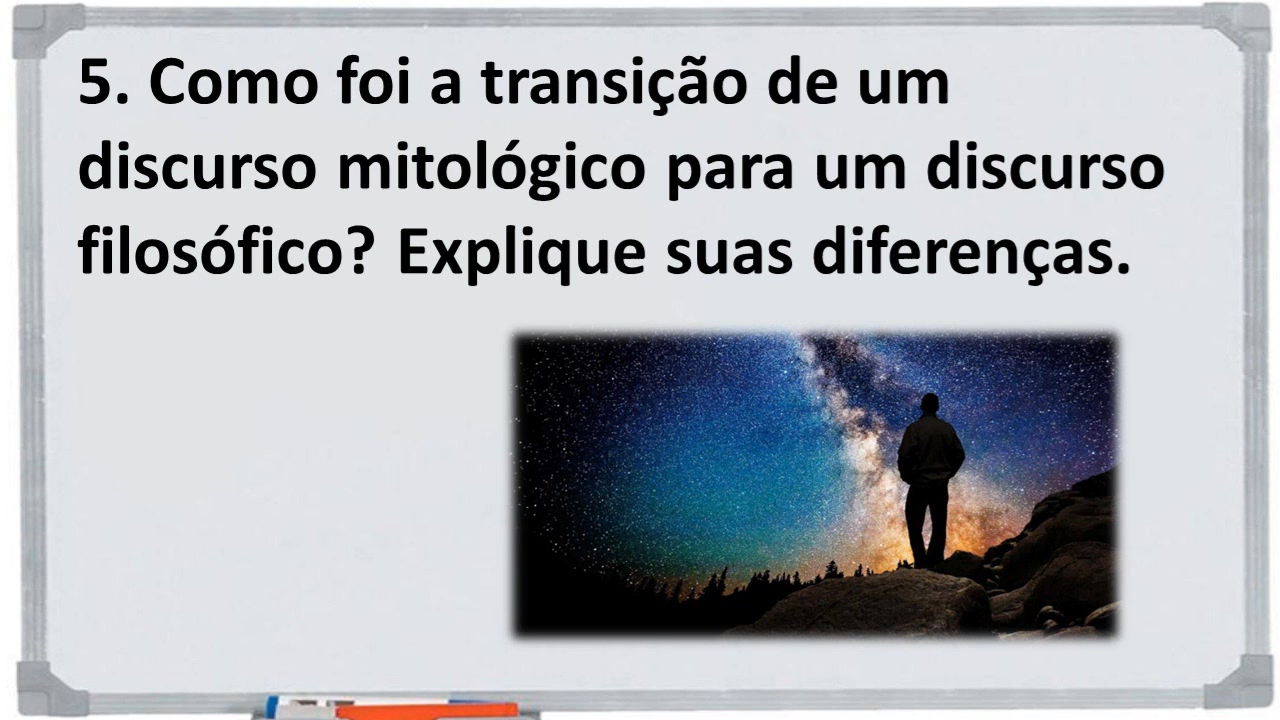 5. Como foi a transição de um
discurso mitológico para um discurso
filosófico? Explique suas diferenças.